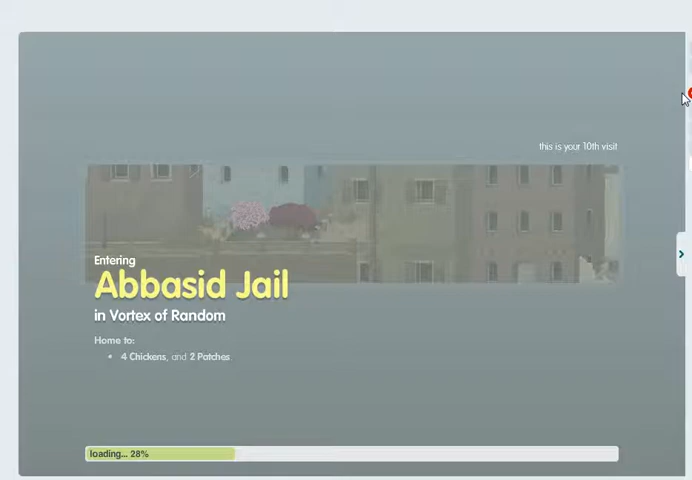 this is your 10th visit
Entering
Abbasid Jail
in Vortex of Random
Home to:
• 4 Chickens, and 2 Patches
loading... 28%